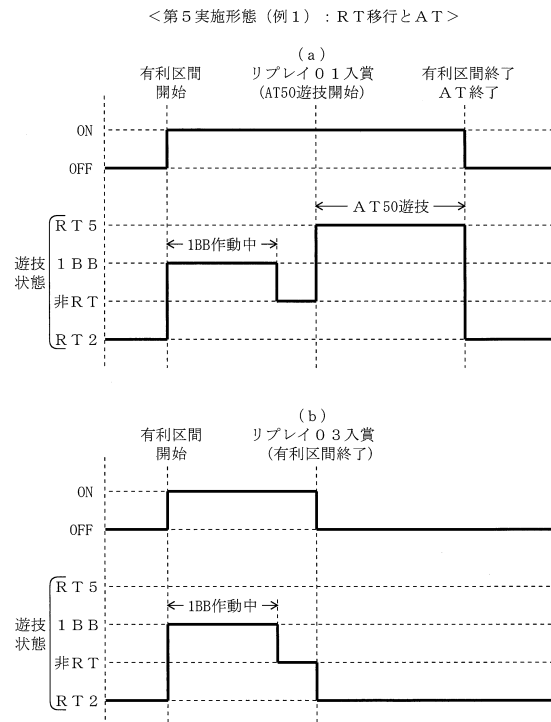 ＜第５実施形態（例１）：ＲＴ移行とＡＴ＞
（ａ）
有利区間
開始
リプレイ０１入賞
(AT50遊技開始)
有利区間終了
ＡＴ終了
ON
OFF
ＡＴ50遊技
遊技
状態
ＲＴ５
１ＢＢ
非ＲＴ
ＲＴ２
1BB作動中
（ｂ）
有利区間
開始
リプレイ０３入賞
(有利区間終了)
ON
OFF
遊技
状態
ＲＴ５
１ＢＢ
非ＲＴ
ＲＴ２
1BB作動中